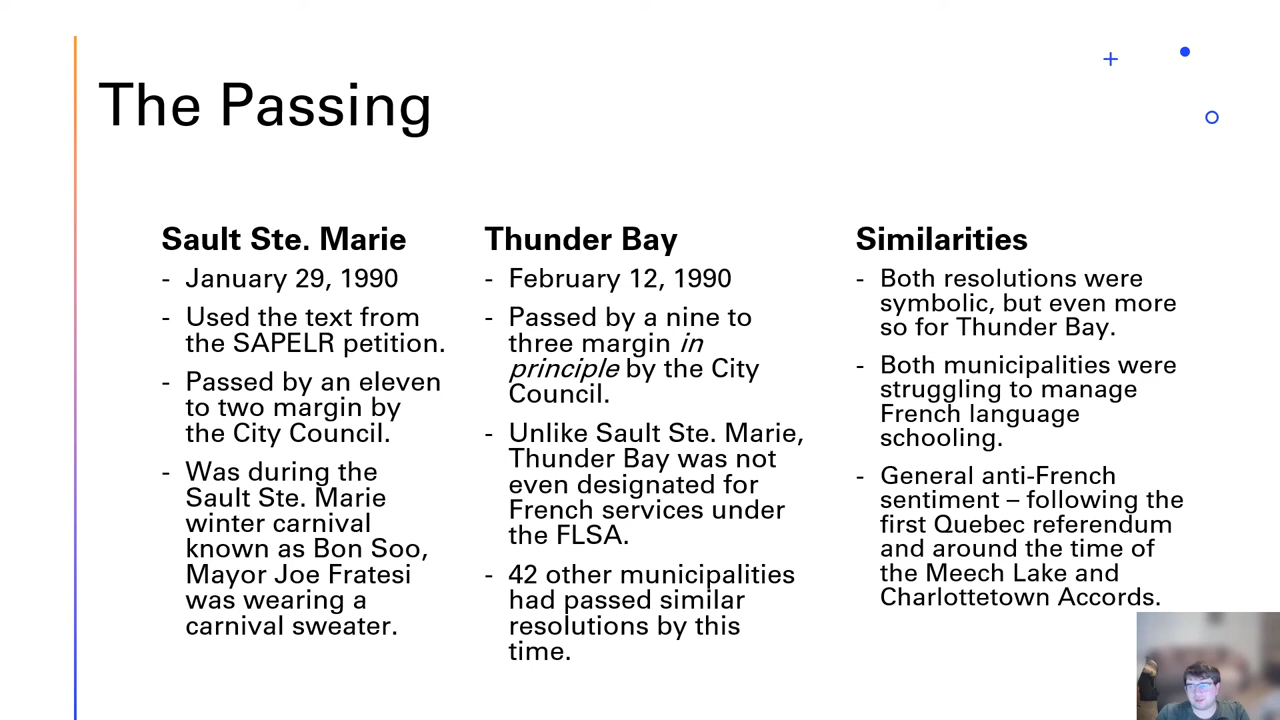 The Passing
Sault Ste. Marie
- January 29, 1990
- Used the text from
the SAPELR petition.
- Passed by an eleven
to two margin by
the City Council.
- Was during the
Sault Ste. Marie
winter carnival
known as Bon Soo,
Mayor Joe Fratesi
was wearing a
carnival sweater.
Thunder Bay
- February 12, 1990
- Passed by a nine to
three margin in
principle by the City
Council.
- Unlike Sault Ste. Marie,
Thunder Bay was not
even designated for
French services under
the FLSA.
- 42 other municipalities
had passed similar
resolutions by this
time.
Similarities
- Both resolutions were
symbolic, but even more
so for Thunder Bay.
- Both municipalities were
struggling to manage
French language
schooling.
- General anti-French
sentiment – following the
first Quebec referendum
and around the time of
the Meech Lake and
Charlottetown Accords.